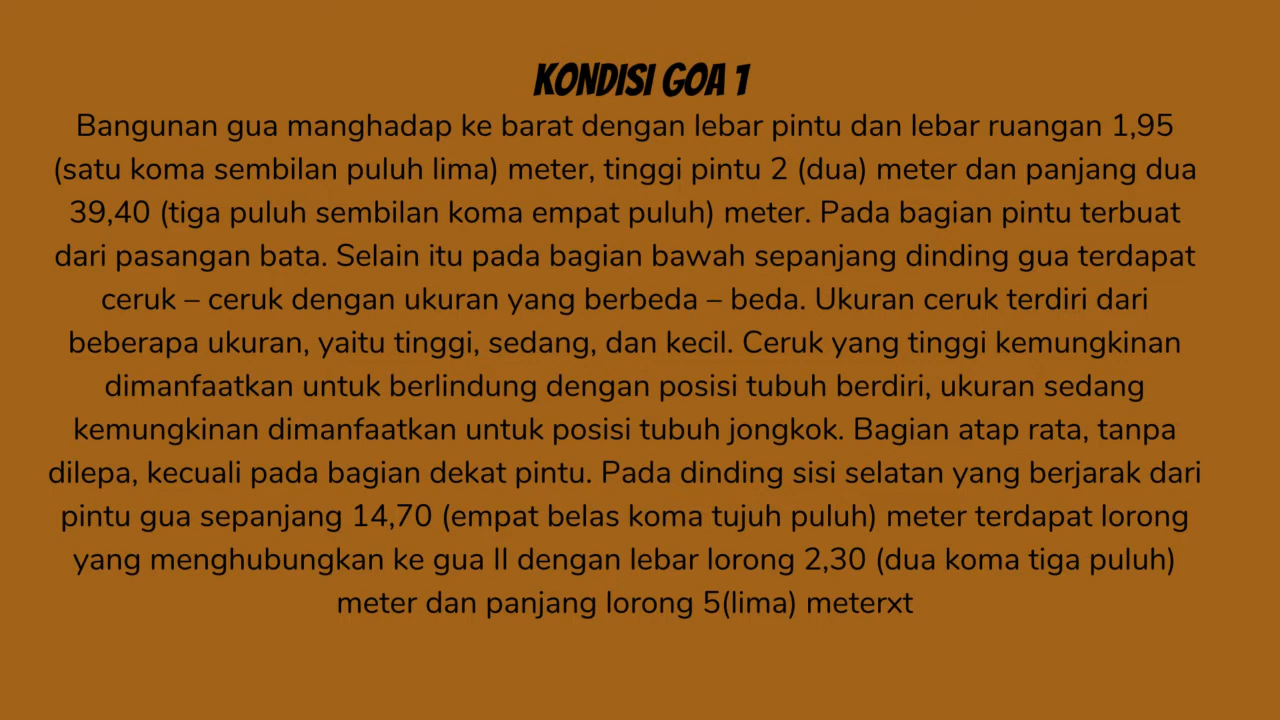 KONDISI GOA 1
Bangunan gua manghadap ke barat dengan lebar pintu dan lebar ruangan 1,95
(satu koma sembilan puluh lima) meter, tinggi pintu 2 (dua) meter dan panjang dua
39,40 (tiga puluh sembilan koma empat puluh) meter. Pada bagian pintu terbuat
dari pasangan bata. Selain itu pada bagian bawah sepanjang dinding gua terdapat
ceruk – ceruk dengan ukuran yang berbeda – beda. Ukuran ceruk terdiri dari
beberapa ukuran, yaitu tinggi, sedang, dan kecil. Ceruk yang tinggi kemungkinan
dimanfaatkan untuk berlindung dengan posisi tubuh berdiri, ukuran sedang
kemungkinan dimanfaatkan untuk posisi tubuh jongkok. Bagian atap rata, tanpa
dilepa, kecuali pada bagian dekat pintu. Pada dinding sisi selatan yang berjarak dari
pintu gua sepanjang 14,70 (empat belas koma tujuh puluh) meter terdapat lorong
yang menghubungkan ke gua II dengan lebar lorong 2,30 (dua koma tiga puluh)
meter dan panjang lorong 5(lima) meterxt